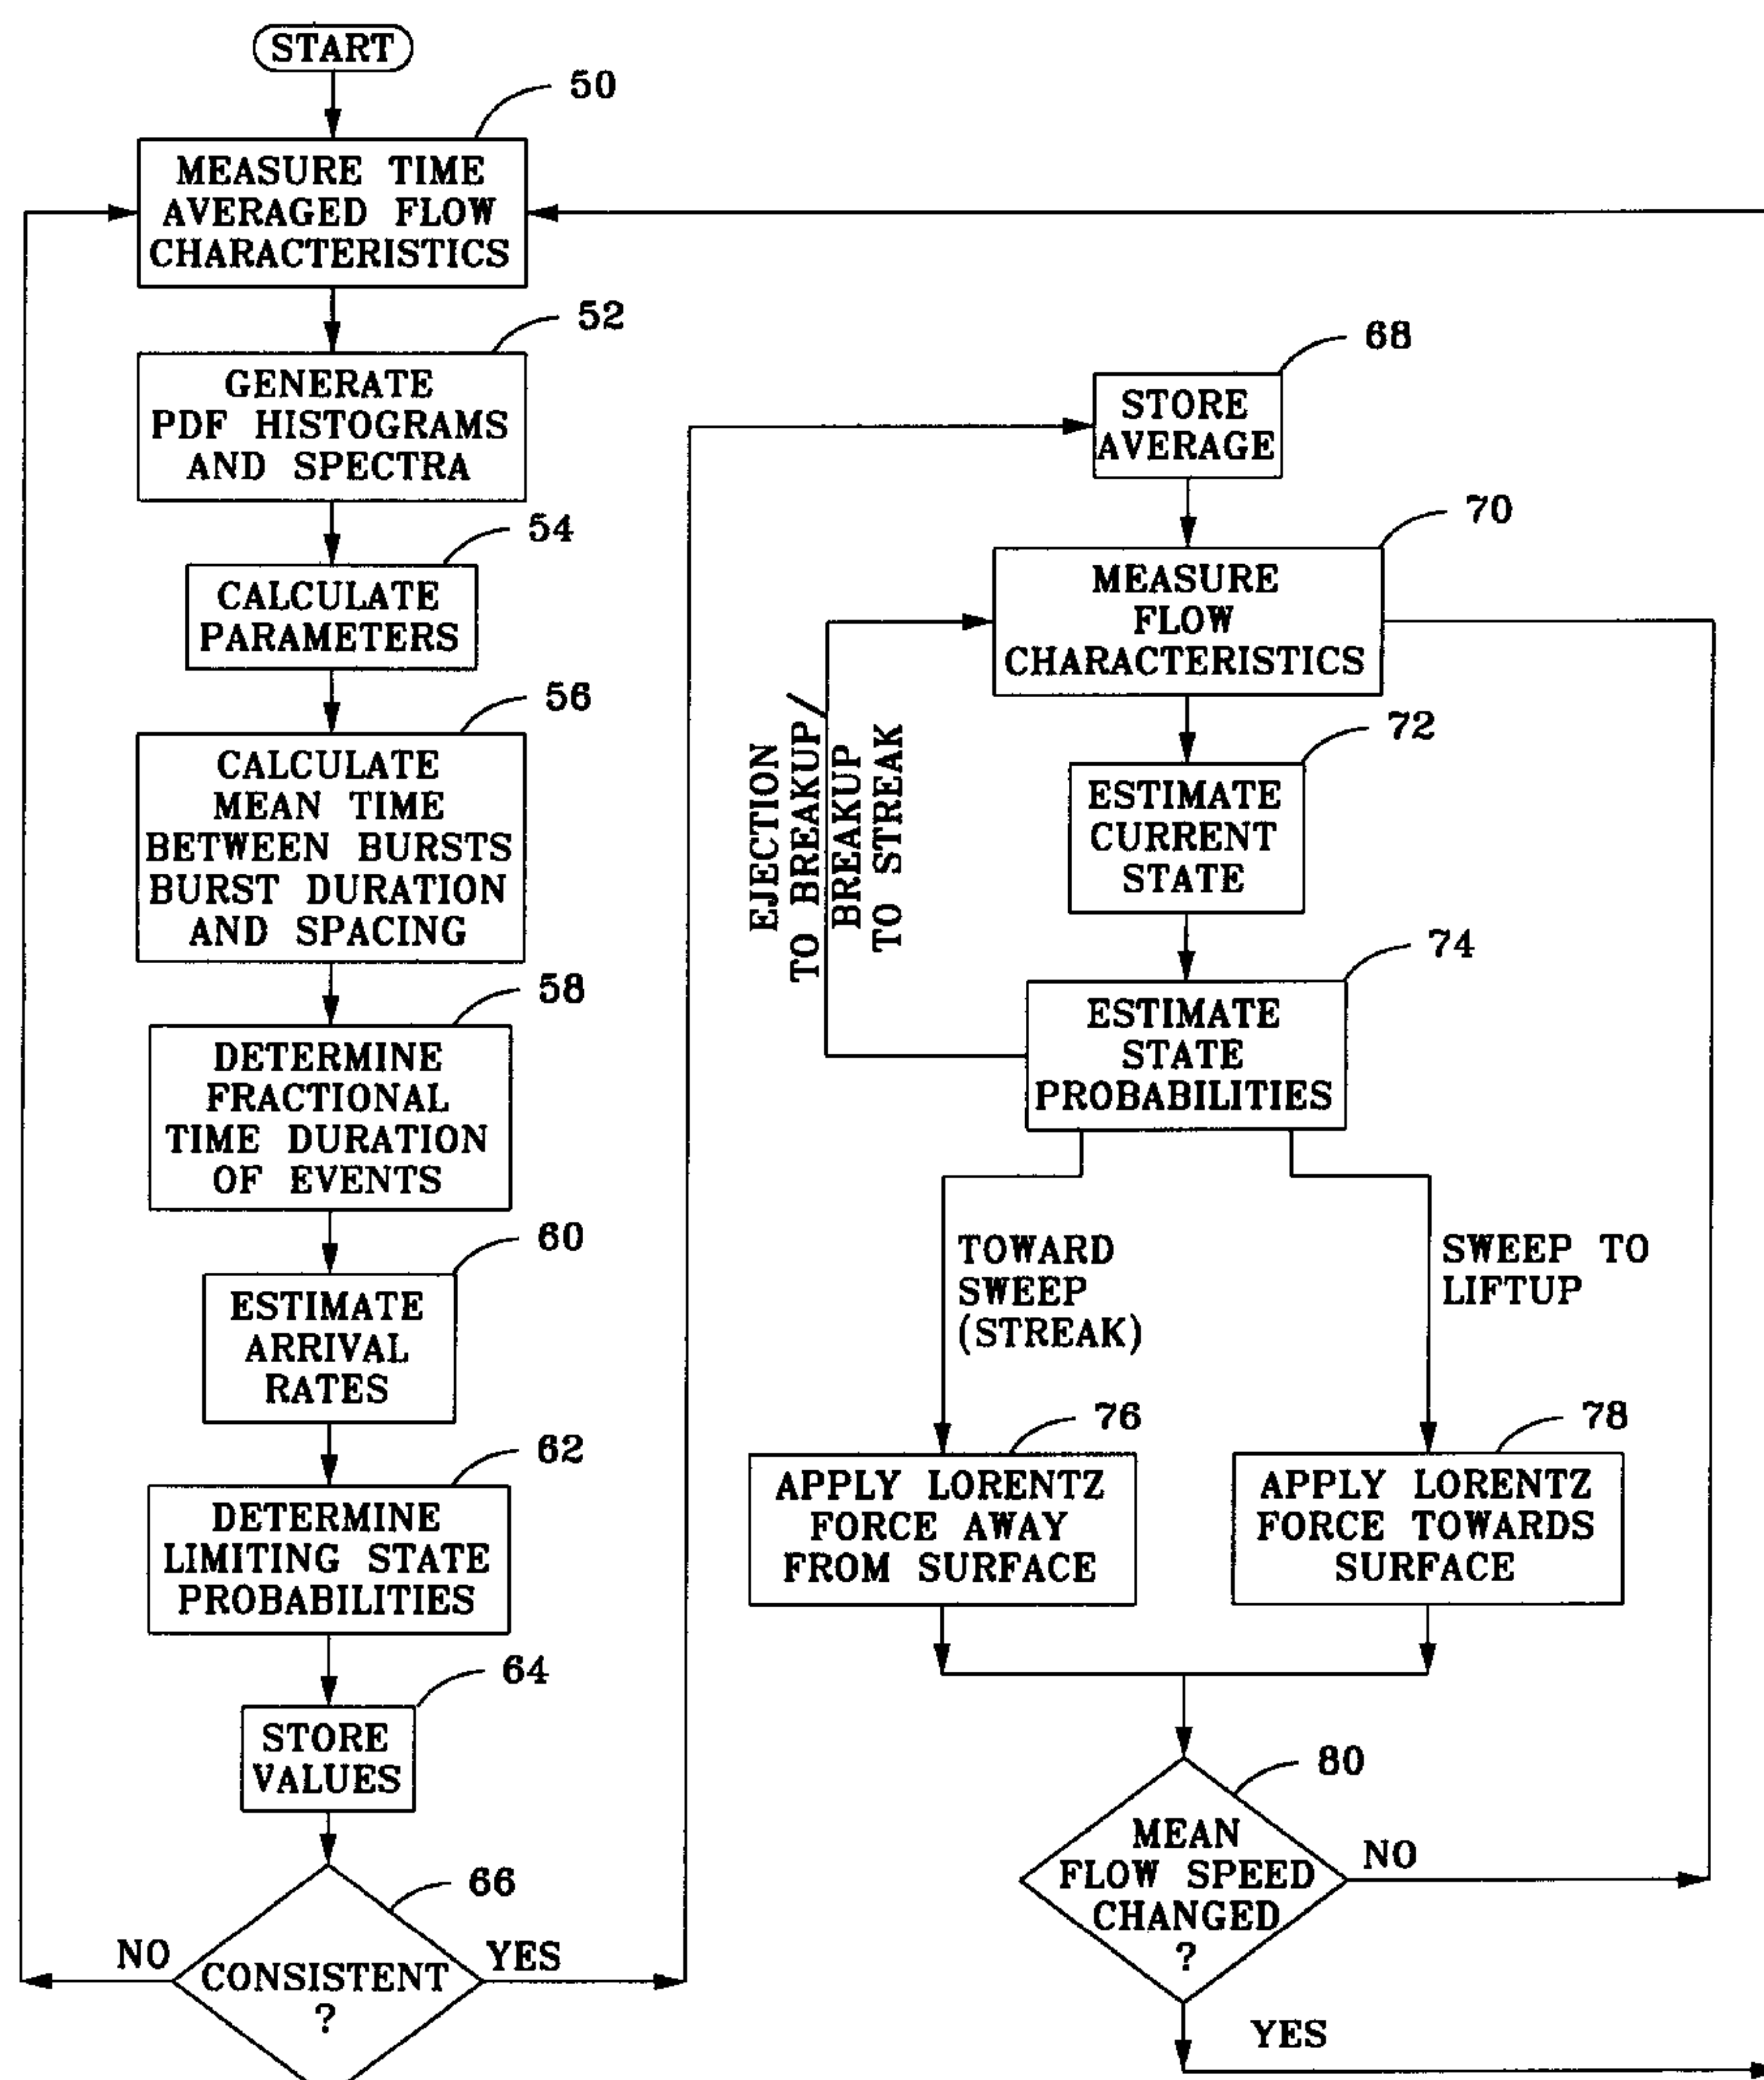 START
50
MEASURE TIME
AVERAGED FLOW
CHARACTERISTICS
52
GENERATE
PDF HISTOGRAMS
AND SPECTRA
54
CALCULATE
PARAMETERS
56
CALCULATE
MEAN TIME
BETWEEN BURSTS
BURST DURATION
AND SPACING
58
DETERMINE
FRACTIONAL
TIME DURATION
OF EVENTS
60
ESTIMATE
ARRIVAL
RATES
62
DETERMINE
LIMITING STATE
PROBABILITIES
64
STORE
VALUES
66
CONSISTENT
?
NO
YES
68
STORE
AVERAGE
70
MEASURE
FLOW
CHARACTERISTICS
72
ESTIMATE
CURRENT
STATE
74
ESTIMATE
STATE
PROBABILITIES
EJECTION
TO BREAKUP/
BREAKUP
TO STREAK
TOWARD
SWEEP
(STREAK)
SWEEP TO
LIFTUP
76
APPLY LORENTZ
FORCE AWAY
FROM SURFACE
78
APPLY LORENTZ
FORCE TOWARDS
SURFACE
80
MEAN
FLOW SPEED
CHANGED
?
NO
YES